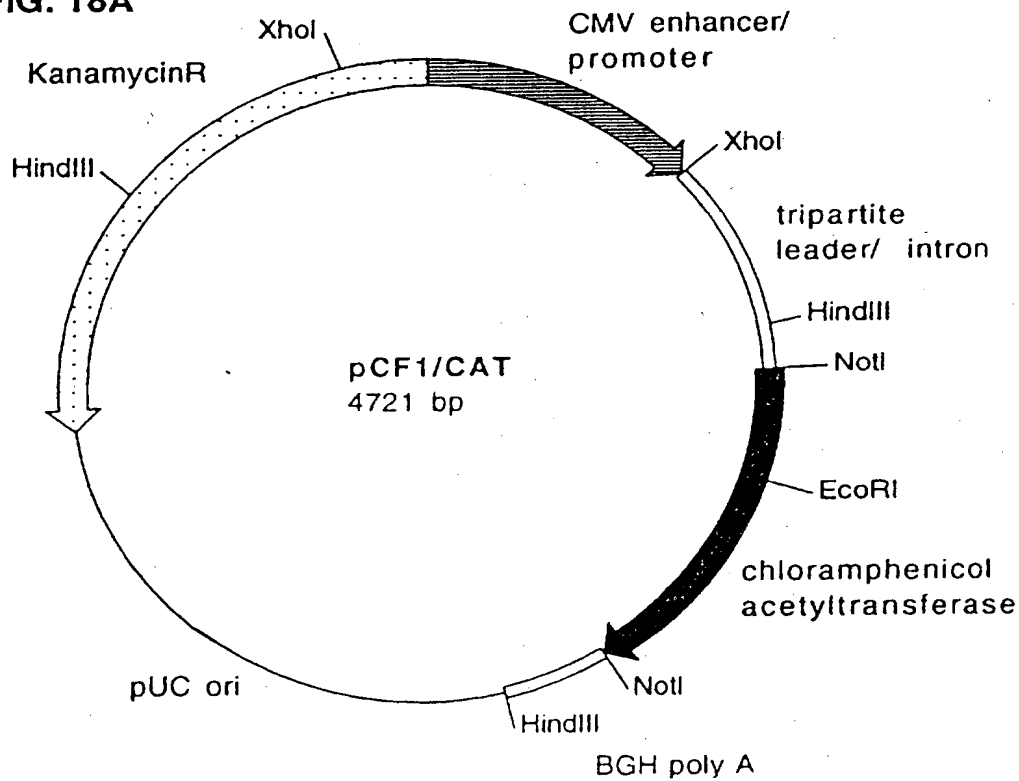 FIG. 18A
XhoI
CMV enhancer/
promoter
KanamycinR
XhoI
HindIII
tripartite
leader/ intron
HindIII
NotI
pCF1/CAT
4721 bp
EcoRI
chloramphenicol
acetyltransferase
pUC ori
NotI
HindIII
BGH poly A